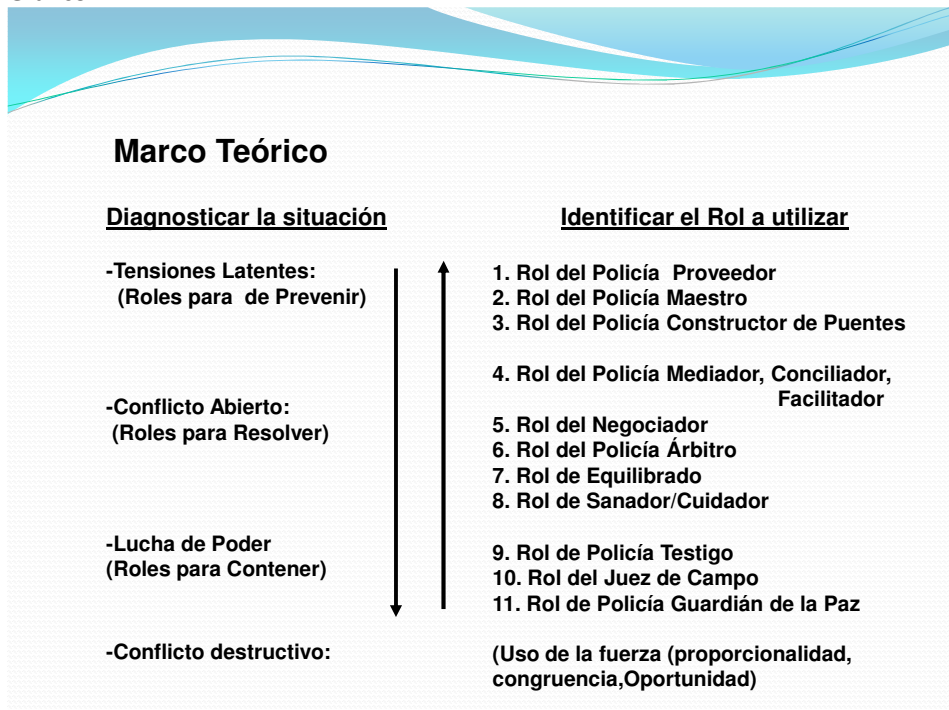 Marco Teórico
Diagnosticar la situación
-Tensiones Latentes:
(Roles para de Prevenir)
-Conflicto Abierto:
(Roles para Resolver)
-Lucha de Poder
(Roles para Contener)
-Conflicto destructivo:
Identificar el Rol a utilizar
1. Rol del Policía Proveedor
2. Rol del Policía Maestro
3. Rol del Policía Constructor de Puentes
4. Rol del Policía Mediador, Conciliador,
Facilitador
5. Rol del Negociador
6. Rol del Policía Árbitro
7. Rol de Equilibrado
8. Rol de Sanador/Cuidador
9. Rol de Policía Testigo
10. Rol del Juez de Campo
11. Rol de Policía Guardián de la Paz
(Uso de la fuerza (proporcionalidad,
congruencia,Oportunidad)